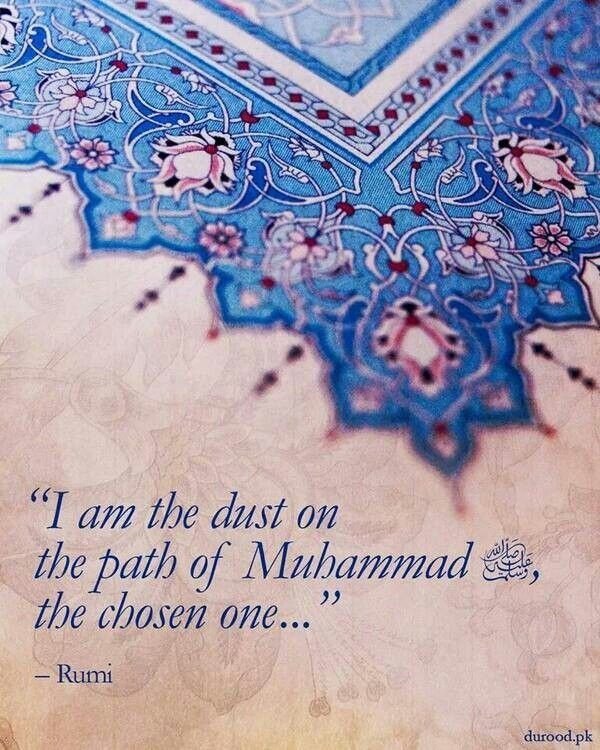 “I am the dust on
the path of Muhammad ﷺ,
the chosen one...”
– Rumi
durood.pk